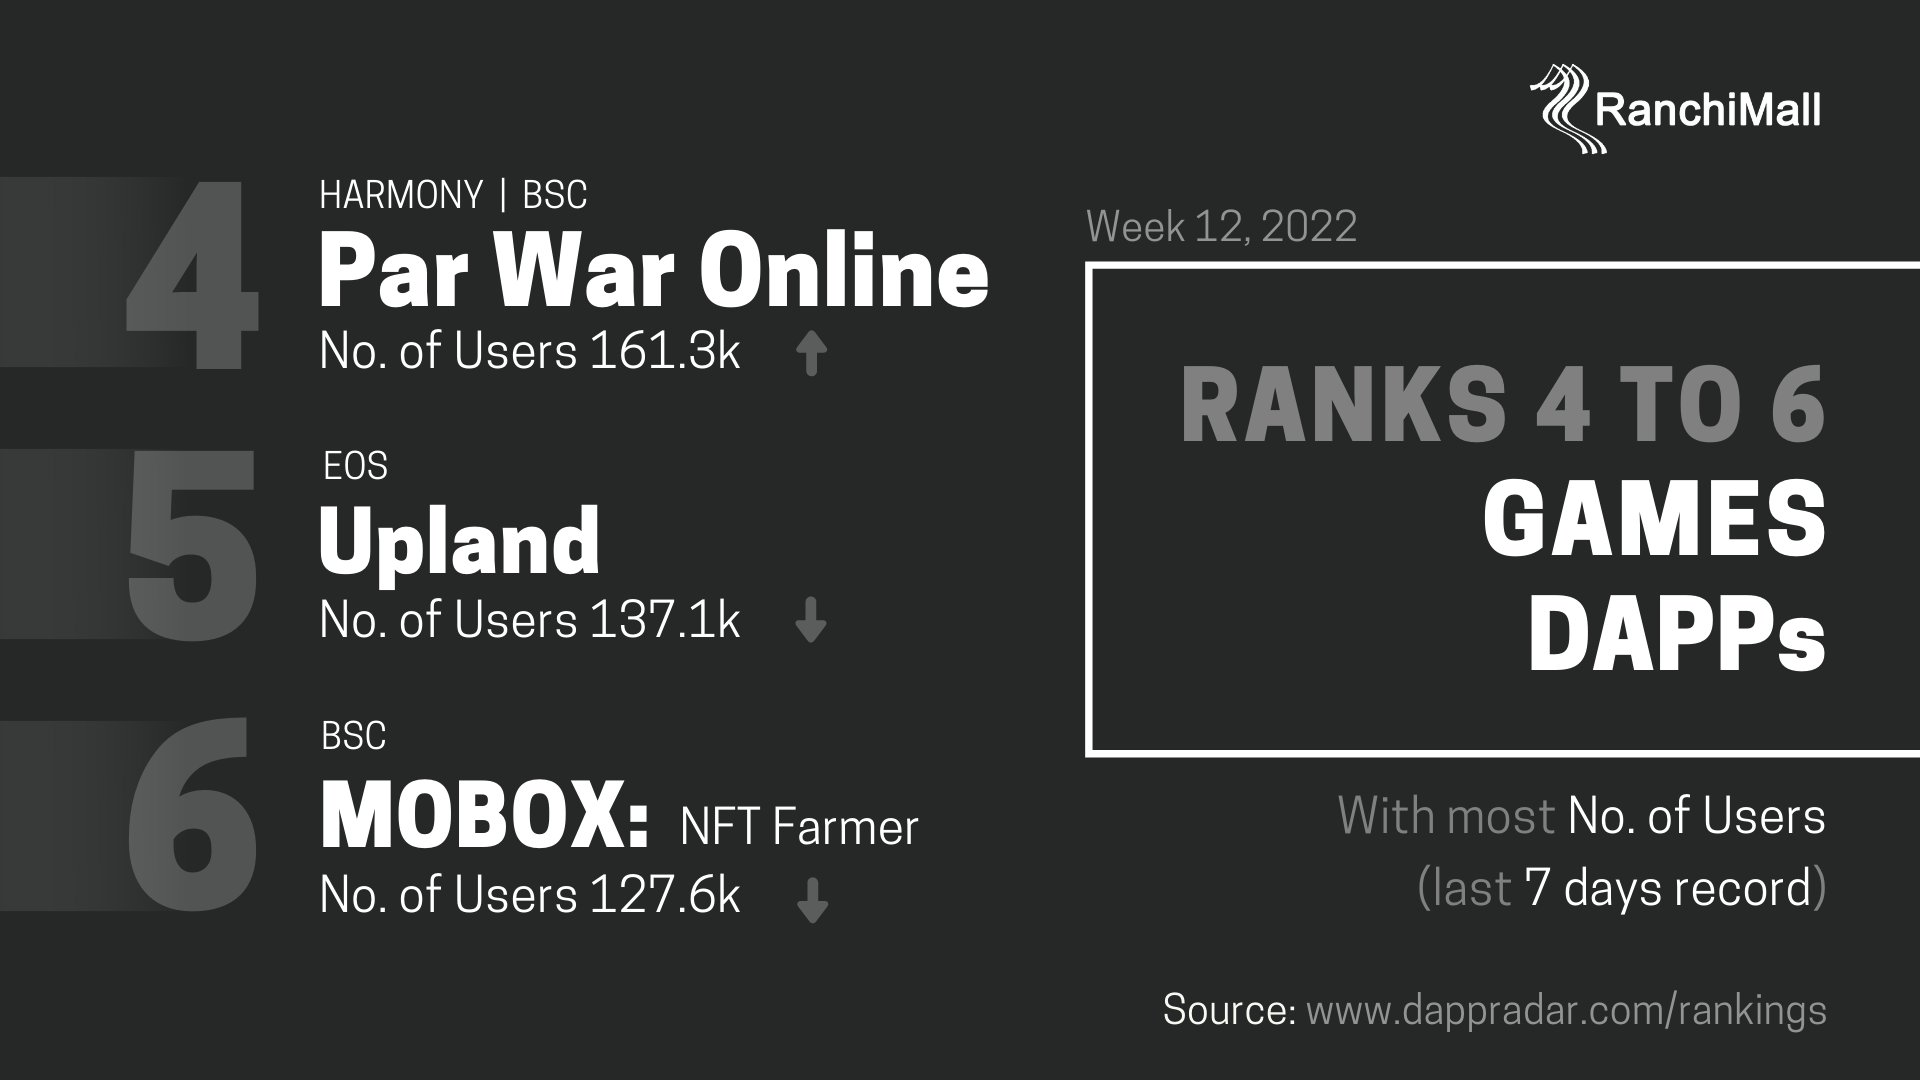 RanchiMall
4
HARMONY | BSC
Par War Online
No. of Users 161.3k
5
EOS
Upland
No. of Users 137.1k
6
BSC
MOBOX: NFT Farmer
No. of Users 127.6k
Week 12, 2022
RANKS 4 TO 6
GAMES
DAPPs
With most No. of Users
(last 7 days record)
Source: www.dappradar.com/rankings